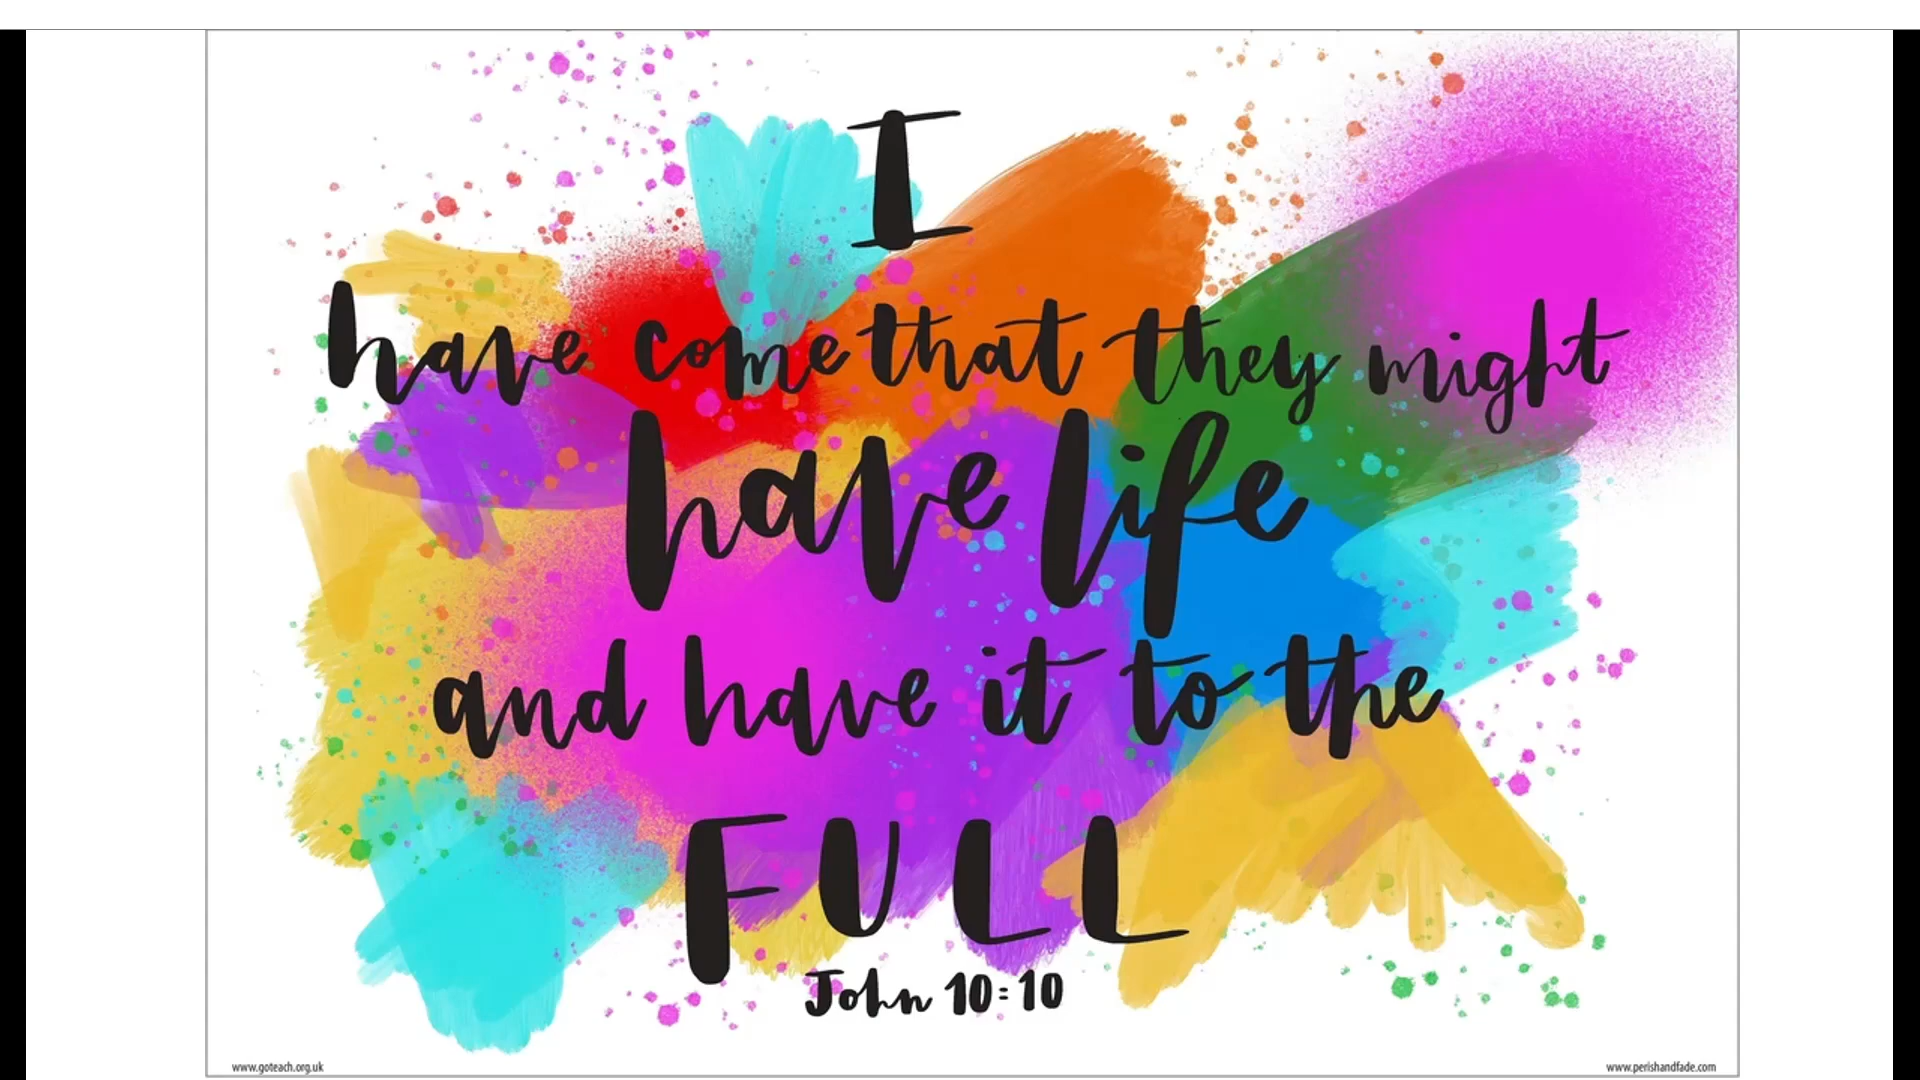 I
have come that they might
have life
and have it to the
FULL
John 10:10
www.goteach.org.uk
www.perishandfade.com